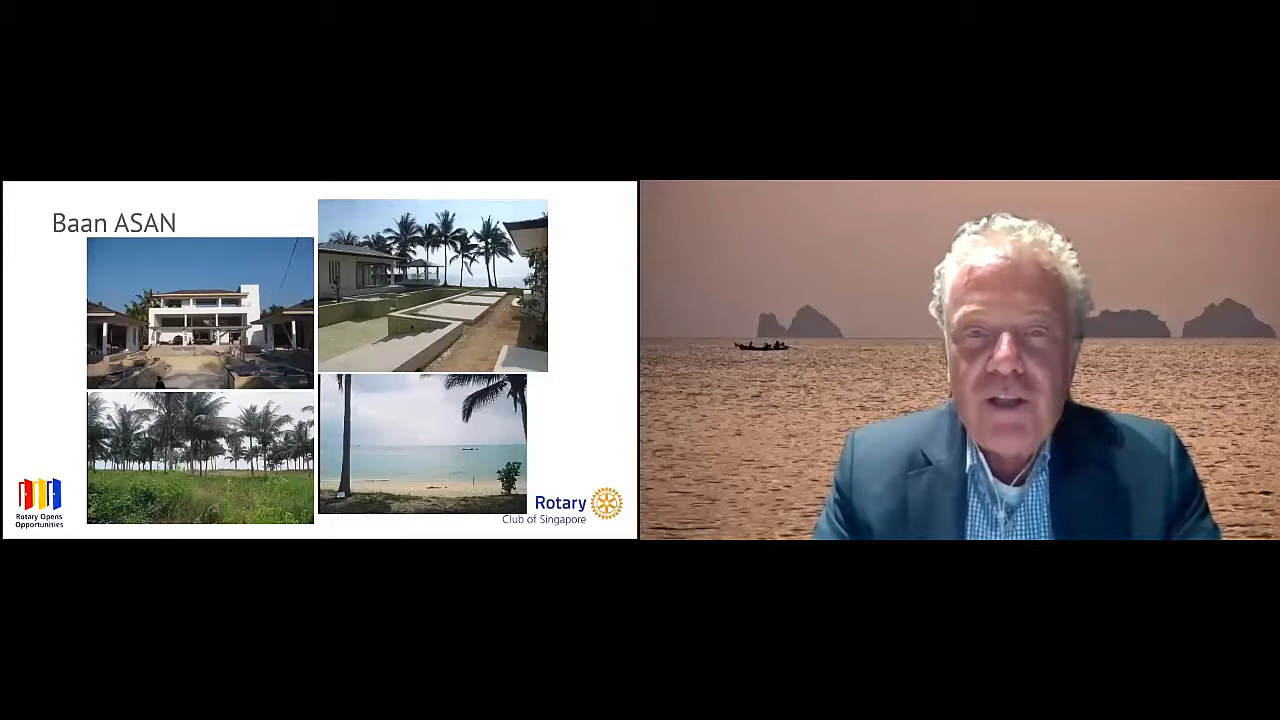 Baan ASAN
Rotary Opens
Opportunities
Rotary
Club of Singapore